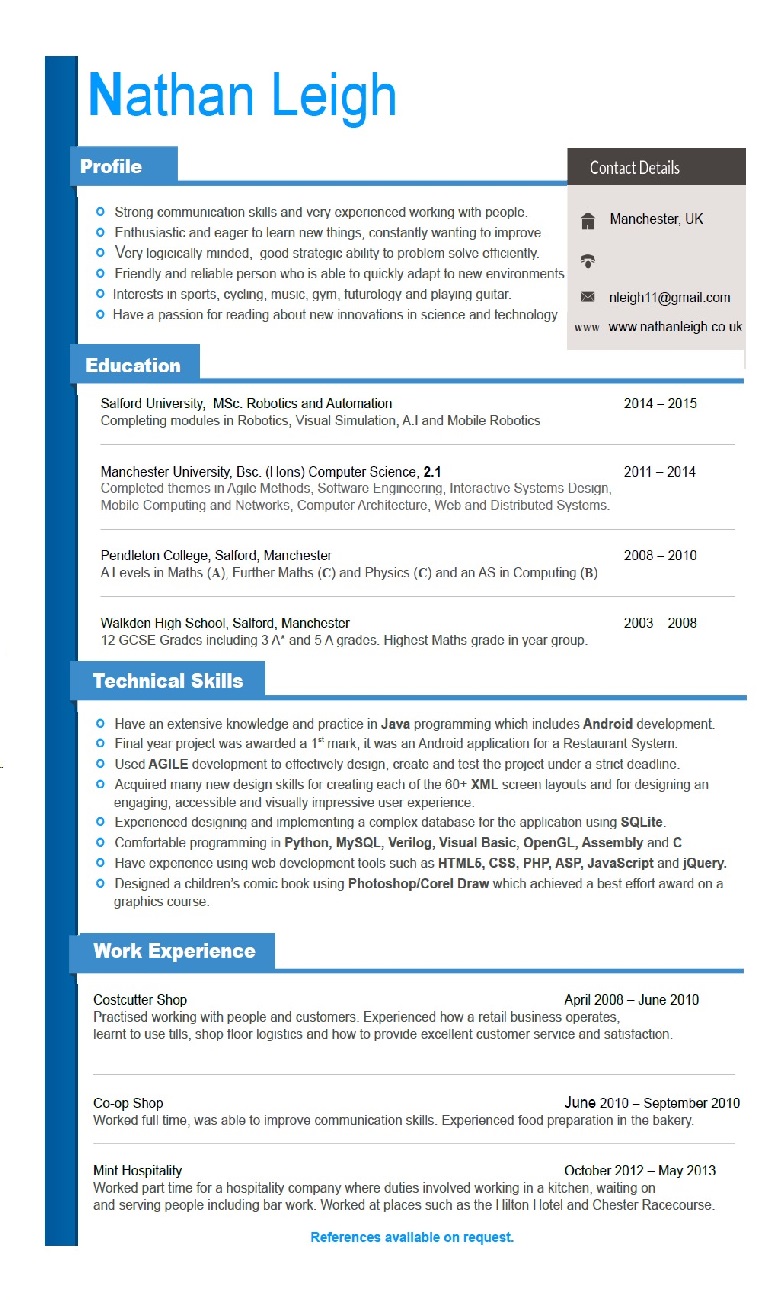 Nathan Leigh
Profile
Strong communication skills and very experienced working with people.
Enthusiastic and eager to learn new things, constantly wanting to improve
Very logicically minded, good strategic ability to problem solve efficiently.
Friendly and reliable person who is able to quickly adapt to new environments
Interests in sports, cycling, music, gym, futurology and playing guitar.
Have a passion for reading about new innovations in science and technology
Contact Details
Manchester, UK
nleigh11@gmail.com
www www.nathanleigh.co.uk
Education
Salford University, MSc. Robotics and Automation 2014 – 2015
Completing modules in Robotics, Visual Simulation, A.I and Mobile Robotics
Manchester University, Bsc. (Hons) Computer Science, 2.1 2011 – 2014
Completed themes in Agile Methods, Software Engineering, Interactive Systems Design,
Mobile Computing and Networks, Computer Architecture, Web and Distributed Systems.
Pendleton College, Salford, Manchester 2008 – 2010
A Levels in Maths (A), Further Maths (C) and Physics (C) and an AS in Computing (B)
Walkden High School, Salford, Manchester 2003 – 2008
12 GCSE Grades including 3 A* and 5 A grades. Highest Maths grade in year group.
Technical Skills
Have an extensive knowledge and practice in Java programming which includes Android development.
Final year project was awarded a 1st mark, it was an Android application for a Restaurant System.
Used AGILE development to effectively design, create and test the project under a strict deadline.
Acquired many new design skills for creating each of the 60+ XML screen layouts and for designing an
engaging, accessible and visually impressive user experience.
Experienced designing and implementing a complex database for the application using SQLite.
Comfortable programming in Python, MySQL, Verilog, Visual Basic, OpenGL, Assembly and C
Have experience using web development tools such as HTML5, CSS, PHP, ASP, JavaScript and jQuery.
Designed a children's comic book using Photoshop/Corel Draw which achieved a best effort award on a
graphics course.
Work Experience
Costcutter Shop April 2008 – June 2010
Practised working with people and customers. Experienced how a retail business operates,
learnt to use tills, shop floor logistics and how to provide excellent customer service and satisfaction.
Co-op Shop June 2010 – September 2010
Worked full time, was able to improve communication skills. Experienced food preparation in the bakery.
Mint Hospitality October 2012 – May 2013
Worked part time for a hospitality company where duties involved working in a kitchen, waiting on
and serving people including bar work. Worked at places such as the Hilton Hotel and Chester Racecourse.
References available on request.